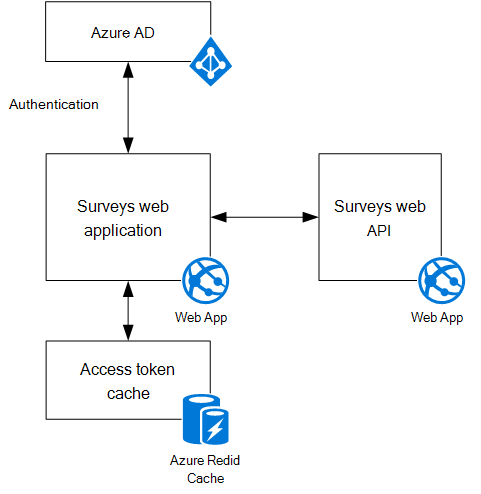 Azure AD
Authentication
Surveys web
application
Surveys web
API
Web App
Web App
Access token
cache
Azure Redid
Cache